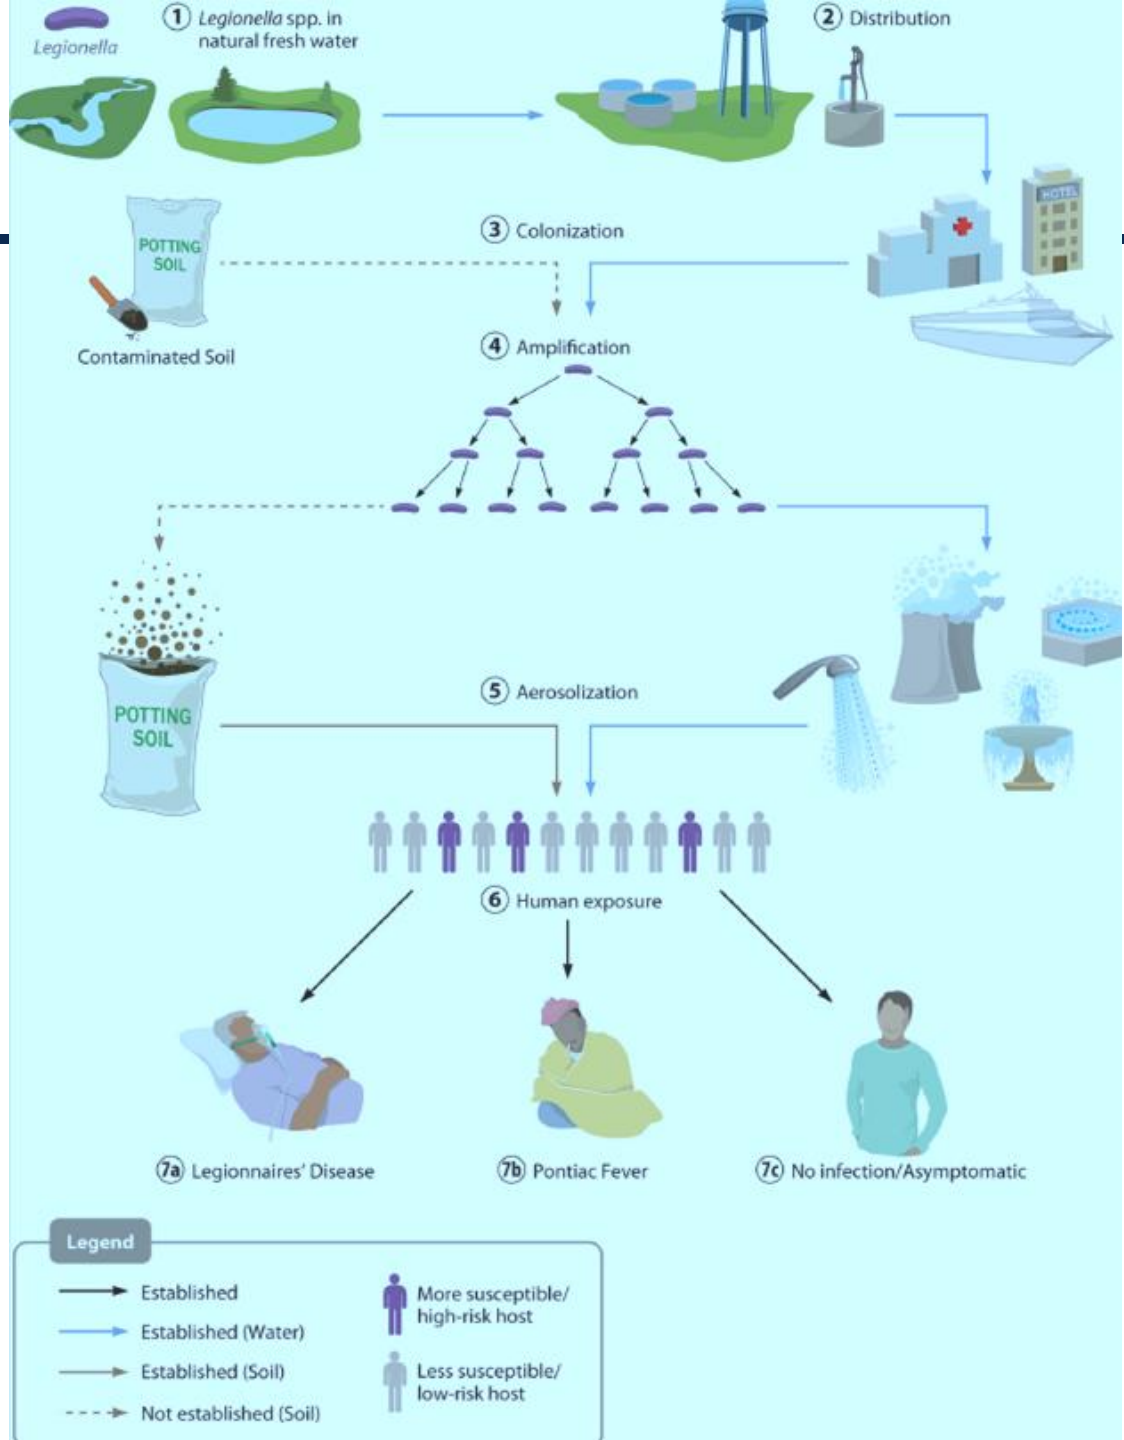 Legionella
① Legionella spp. in
natural fresh water
② Distribution
HOTEL
POTTING
SOIL
Contaminated Soil
③ Colonization
④ Amplification
POTTING
SOIL
⑤ Aerosolization
⑥ Human exposure
7a Legionnaires' Disease
7b Pontiac Fever
7c No infection/Asymptomatic
Legend
Established
Established (Water)
Established (Soil)
Not established (Soil)
More susceptible/
high-risk host
Less susceptible/
low-risk host